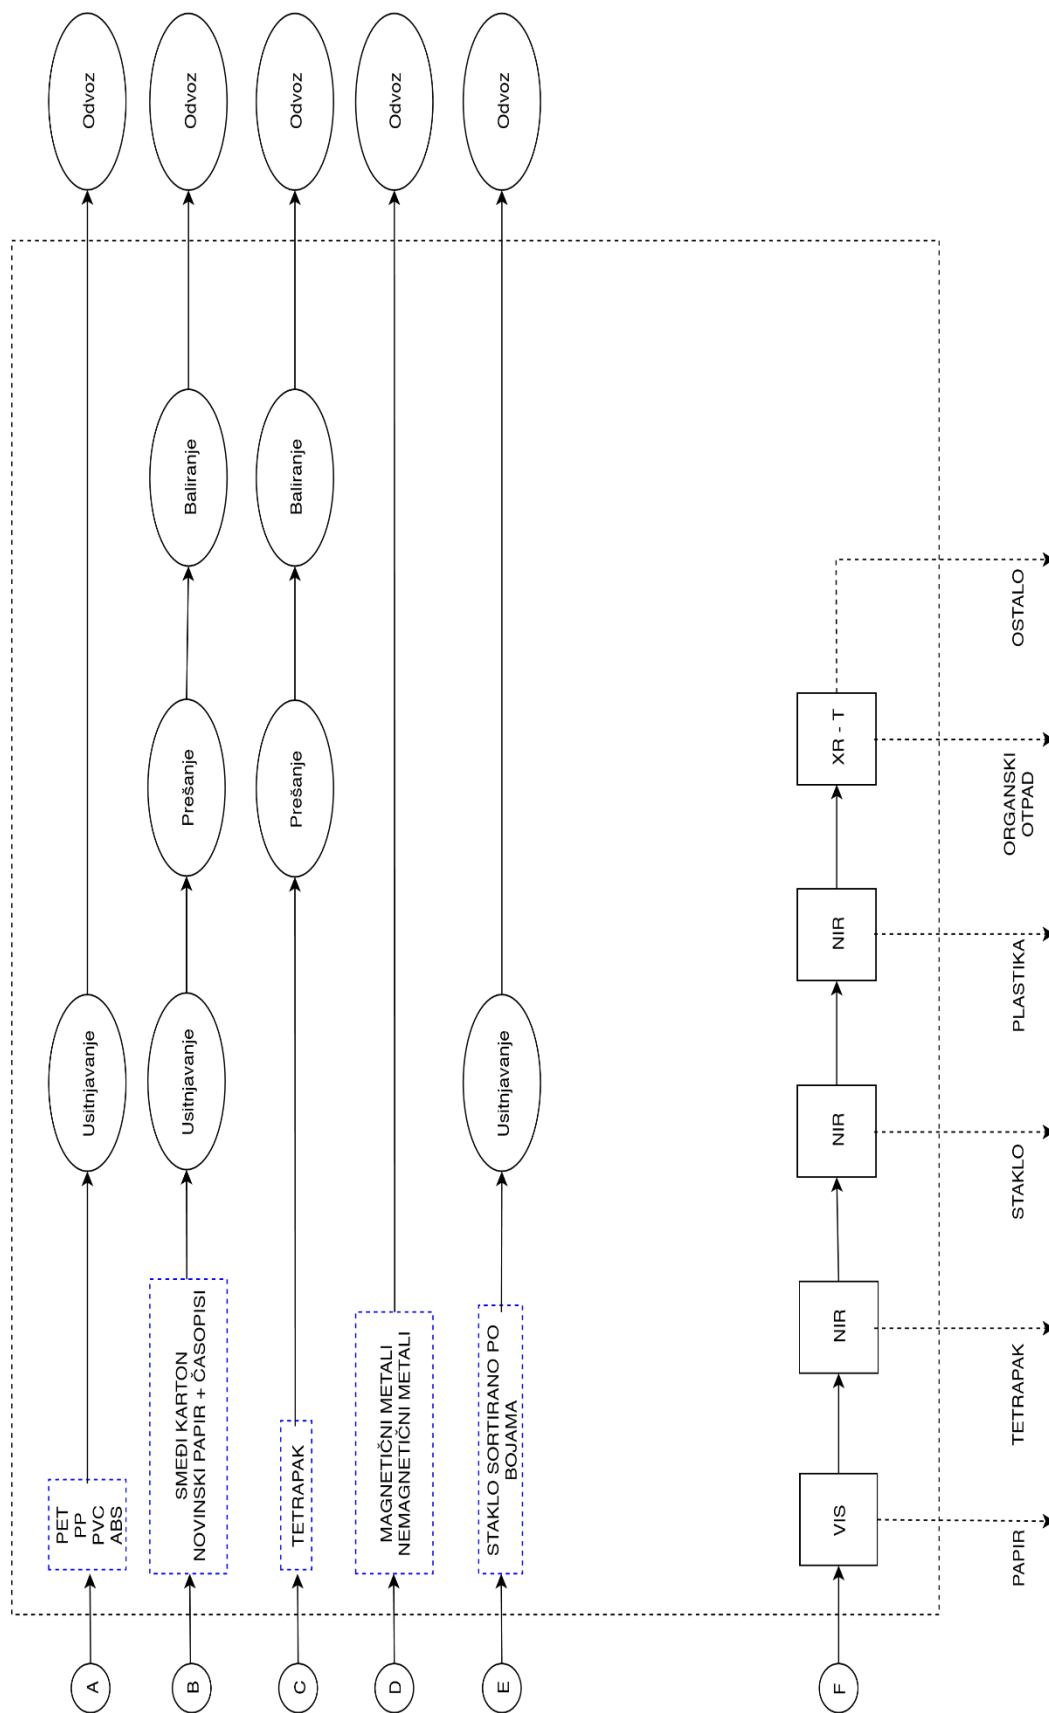 A
PET
PP
PVC
ABS
Usitnjavanje
Odvoz
B
SMEĐI KARTON
NOVINSKI PAPIR + ČASOPISI
Usitnjavanje
Prešanje
Baliranje
Odvoz
C
TETRAPAK
Prešanje
Baliranje
Odvoz
D
MAGNETIČNI METALI
NEMAGNETIČNI METALI
Odvoz
E
STAKLO SORTIRANO PO
BOJAMA
Usitnjavanje
Odvoz
F
VIS
NIR
NIR
NIR
XR - T
PAPIR
TETRAPAK
STAKLO
PLASTIKA
ORGANSKI
OTPAD
OSTALO